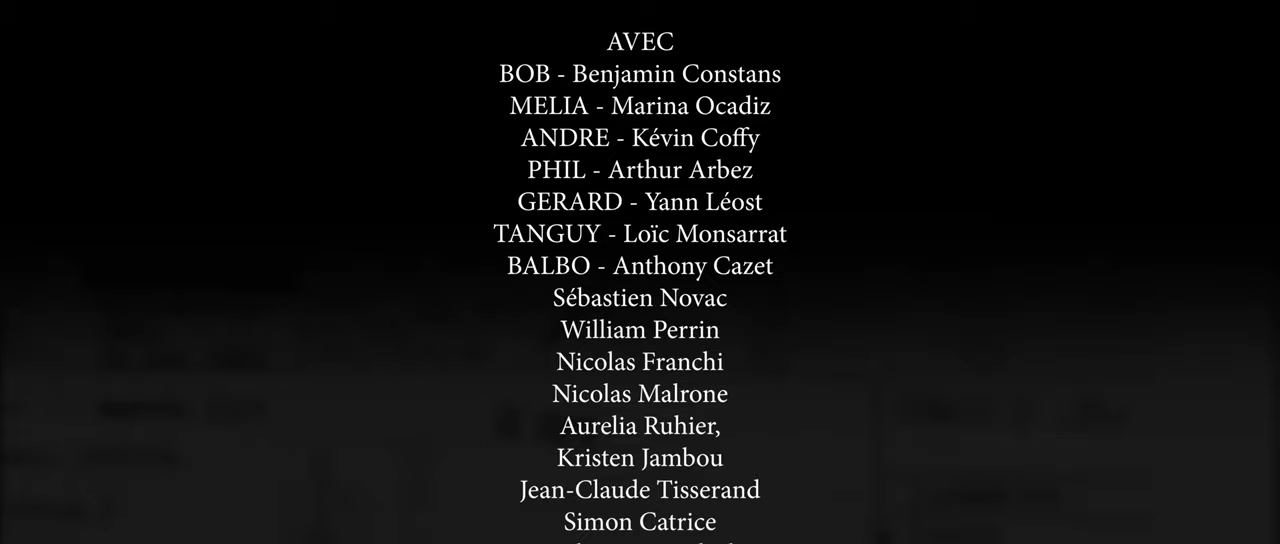 AVEC
BOB - Benjamin Constans
MELIA - Marina Ocadiz
ANDRE - Kévin Coffy
PHIL - Arthur Arbez
GERARD - Yann Léost
TANGUY - Loïc Monsarrat
BALBO - Anthony Cazet
Sébastien Novac
William Perrin
Nicolas Franchi
Nicolas Malrone
Aurelia Ruhier,
Kristen Jambou
Jean-Claude Tisserand
Simon Catrice